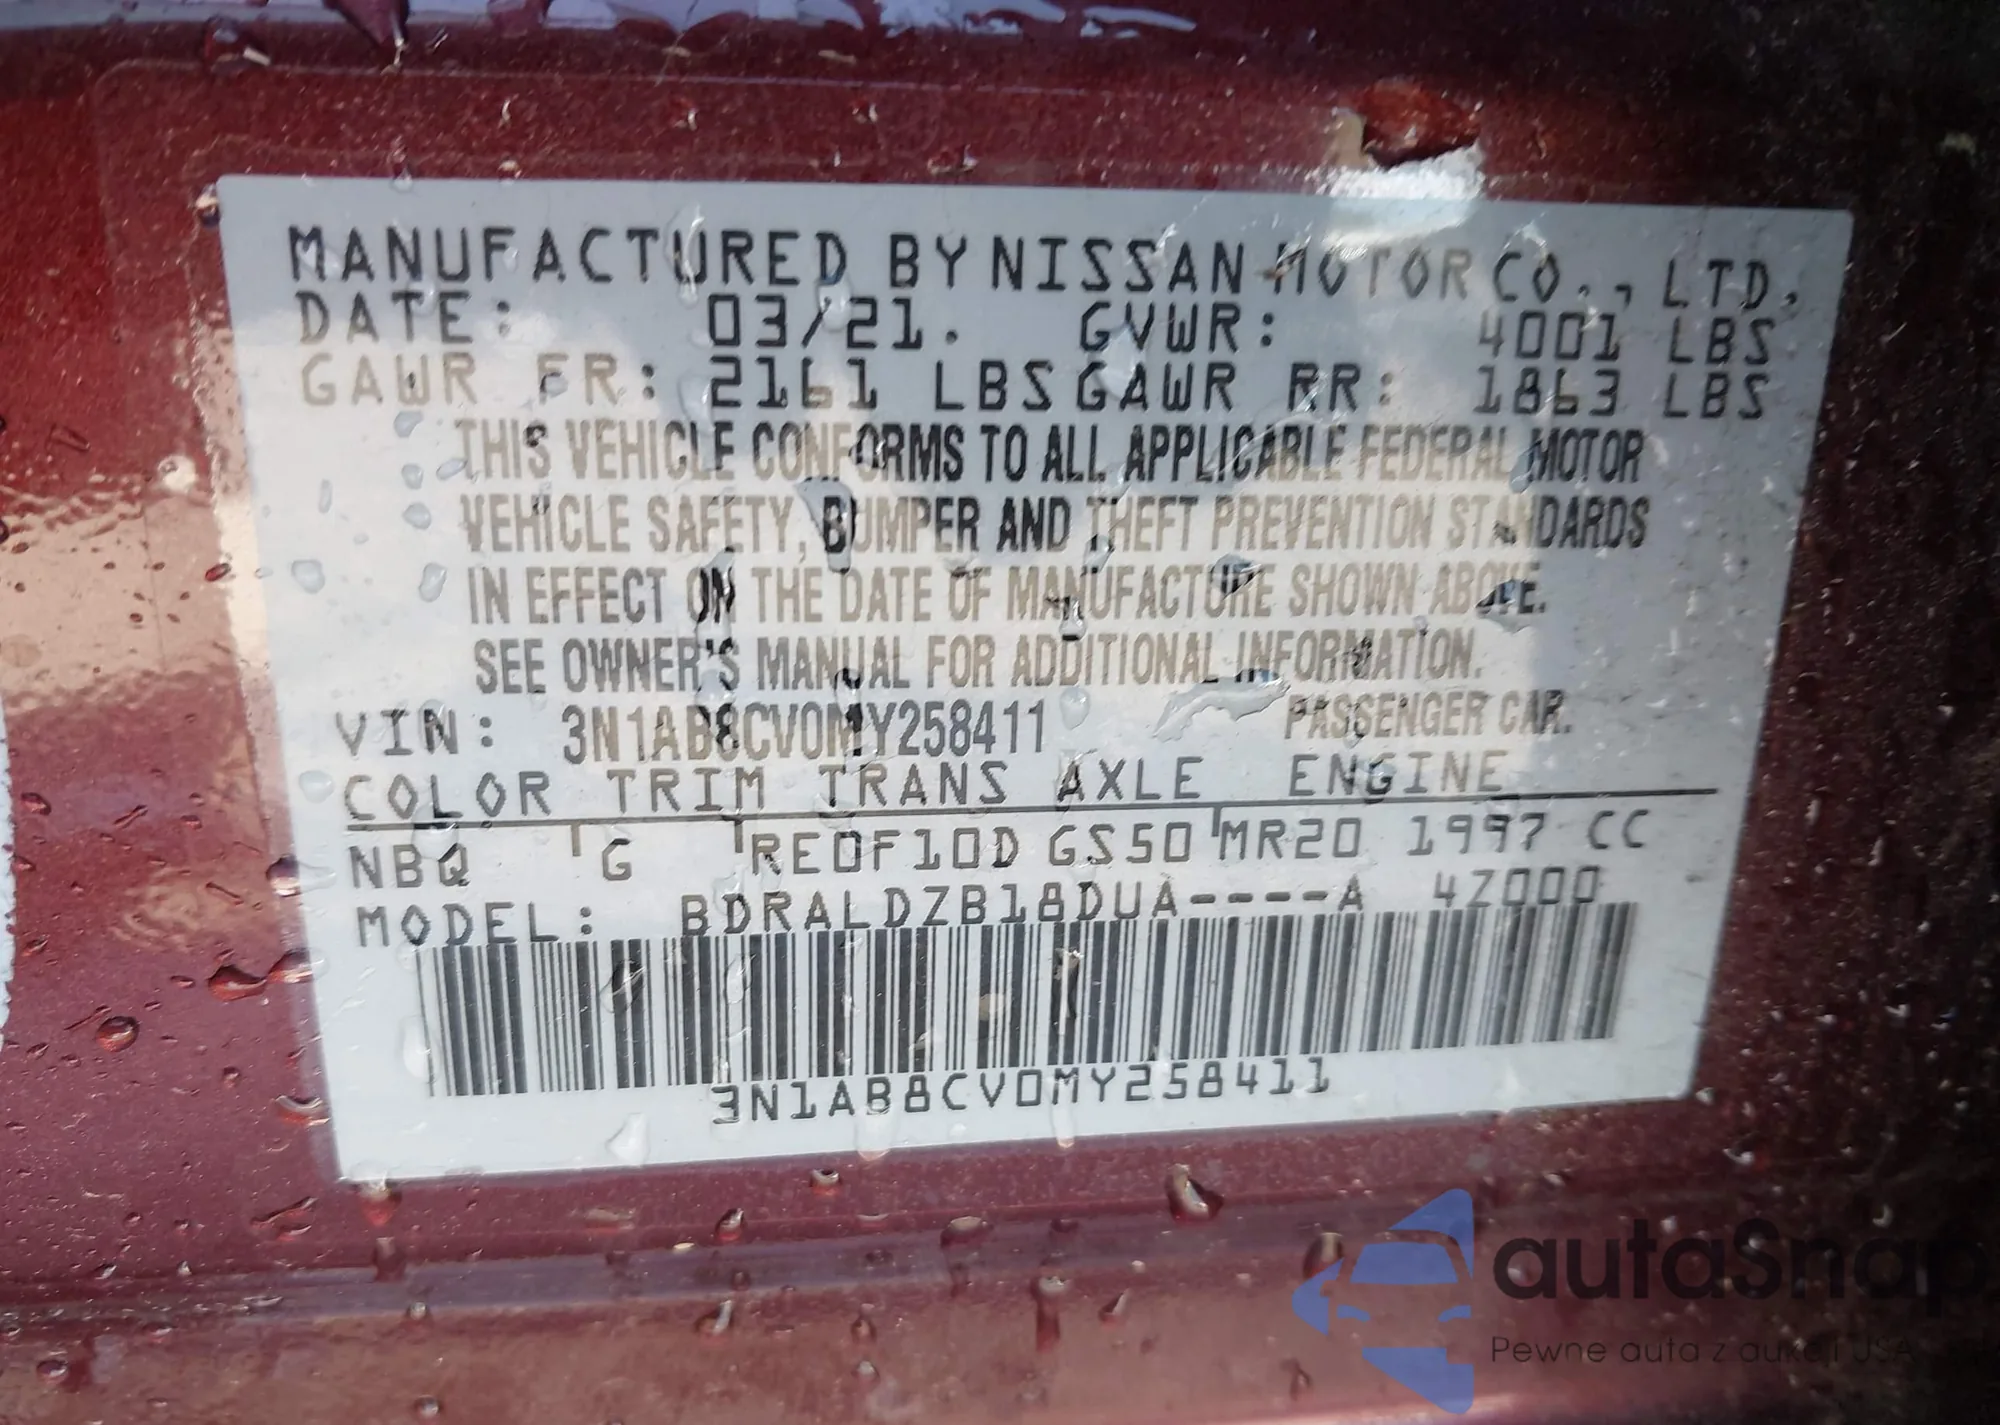 MANUFACTURED BY NISSAN MOTOR CO., LTD.
DATE: 03/21. GVWR: 4001 LBS
GAWR FR: 2161 LBS GAWR RR: 1863 LBS
THIS VEHICLE CONFORMS TO ALL APPLICABLE FEDERAL MOTOR
VEHICLE SAFETY, BUMPER AND THEFT PREVENTION STANDARDS
IN EFFECT ON THE DATE OF MANUFACTURE SHOWN ABOVE.
SEE OWNER'S MANUAL FOR ADDITIONAL INFORMATION.
VIN: 3N1AB8CV0MY258411 PASSENGER CAR.
COLOR TRIM TRANS AXLE ENGINE
NBQ G RE0F10D GS50 MR20 1997 CC
MODEL: BDRALDZB18DUA----A 4Z000
3N1AB8CV0MY258411
autaSnap
Pewne auta z aukcji USA